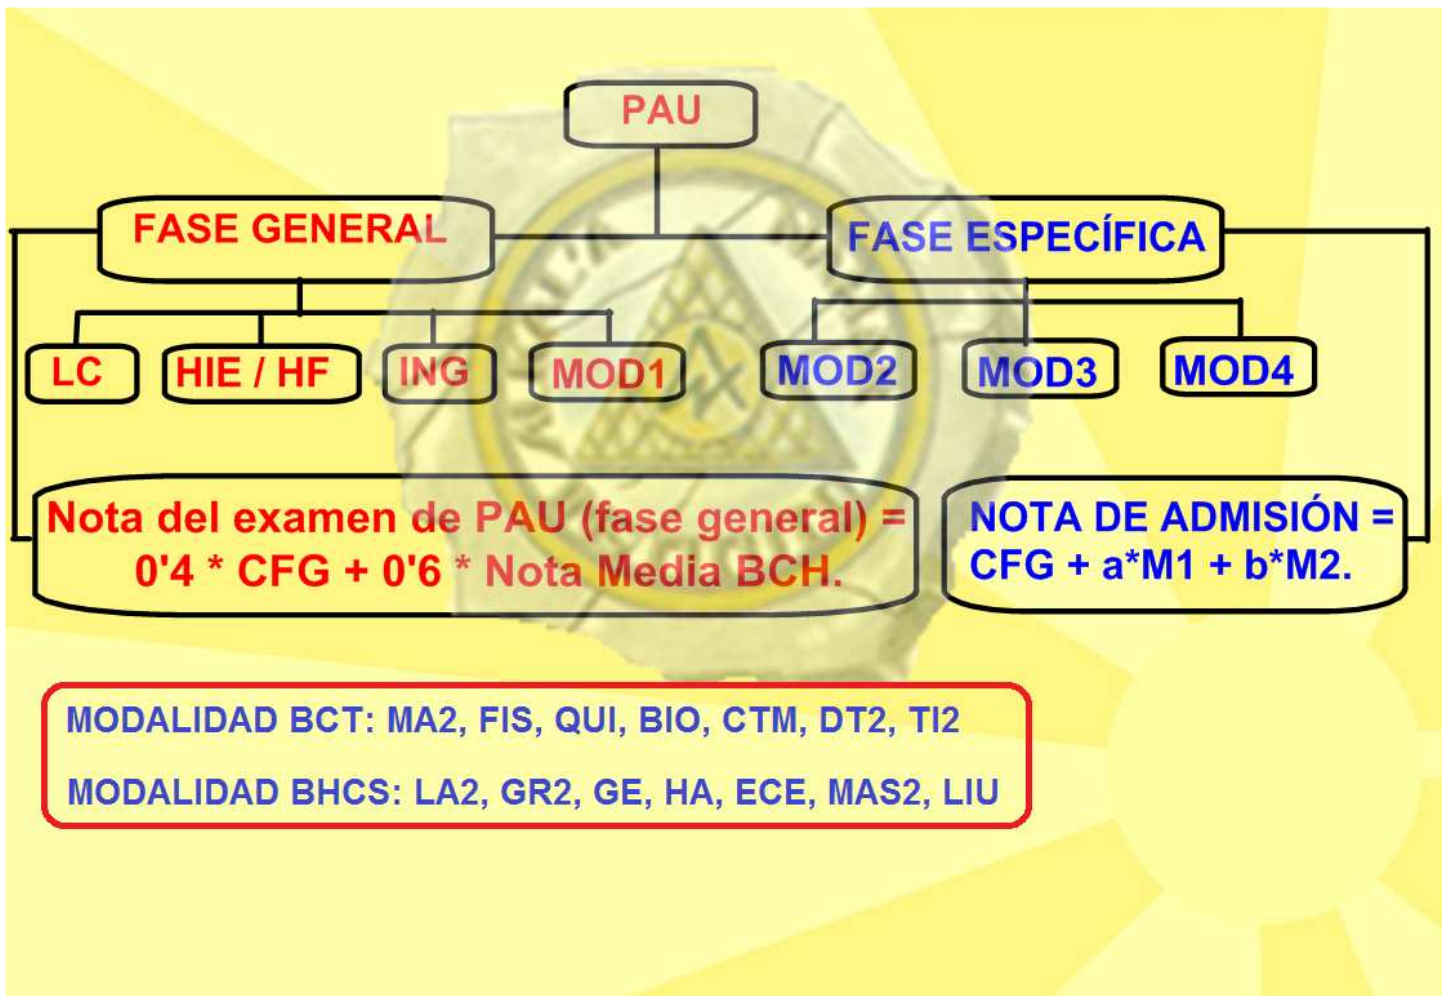 PAU
FASE GENERAL
FASE ESPECÍFICA
LC
HIE / HF
ING
MOD1
MOD2
MOD3
MOD4
Nota del examen de PAU (fase general) =
0'4 * CFG + 0'6 * Nota Media BCH.
NOTA DE ADMISIÓN =
CFG + a*M1 + b*M2.
MODALIDAD BCT: MA2, FIS, QUI, BIO, CTM, DT2, TI2
MODALIDAD BHCS: LA2, GR2, GE, HA, ECE, MAS2, LIU